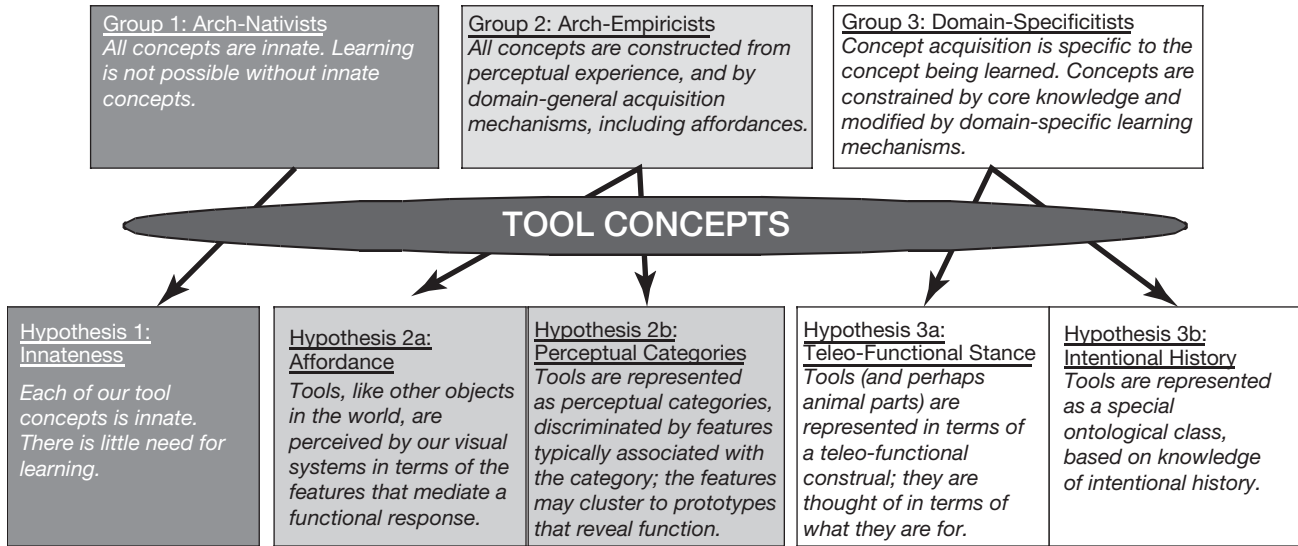 Group 1: Arch-Nativists
All concepts are innate. Learning
is not possible without innate
concepts.
Group 2: Arch-Empiricists
All concepts are constructed from
perceptual experience, and by
domain-general acquisition
mechanisms, including affordances.
Group 3: Domain-Specificitists
Concept acquisition is specific to the
concept being learned. Concepts are
constrained by core knowledge and
modified by domain-specific learning
mechanisms.
TOOL CONCEPTS
Hypothesis 1:
Innateness
Each of our tool
concepts is innate.
There is little need for
learning.
Hypothesis 2a:
Affordance
Tools, like other objects
in the world, are
perceived by our visual
systems in terms of the
features that mediate a
functional response.
Hypothesis 2b:
Perceptual Categories
Tools are represented
as perceptual categories,
discriminated by features
typically associated with
the category; the features
may cluster to prototypes
that reveal function.
Hypothesis 3a:
Teleo-Functional Stance
Tools (and perhaps
animal parts) are
represented in terms of
a teleo-functional
construal; they are
thought of in terms of
what they are for.
Hypothesis 3b:
Intentional History
Tools are represented
as a special
ontological class,
based on knowledge
of intentional history.